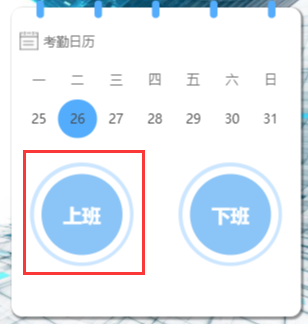 考勤日历
一 二 三 四 五 六 日
25 26 27 28 29 30 31
上班 下班